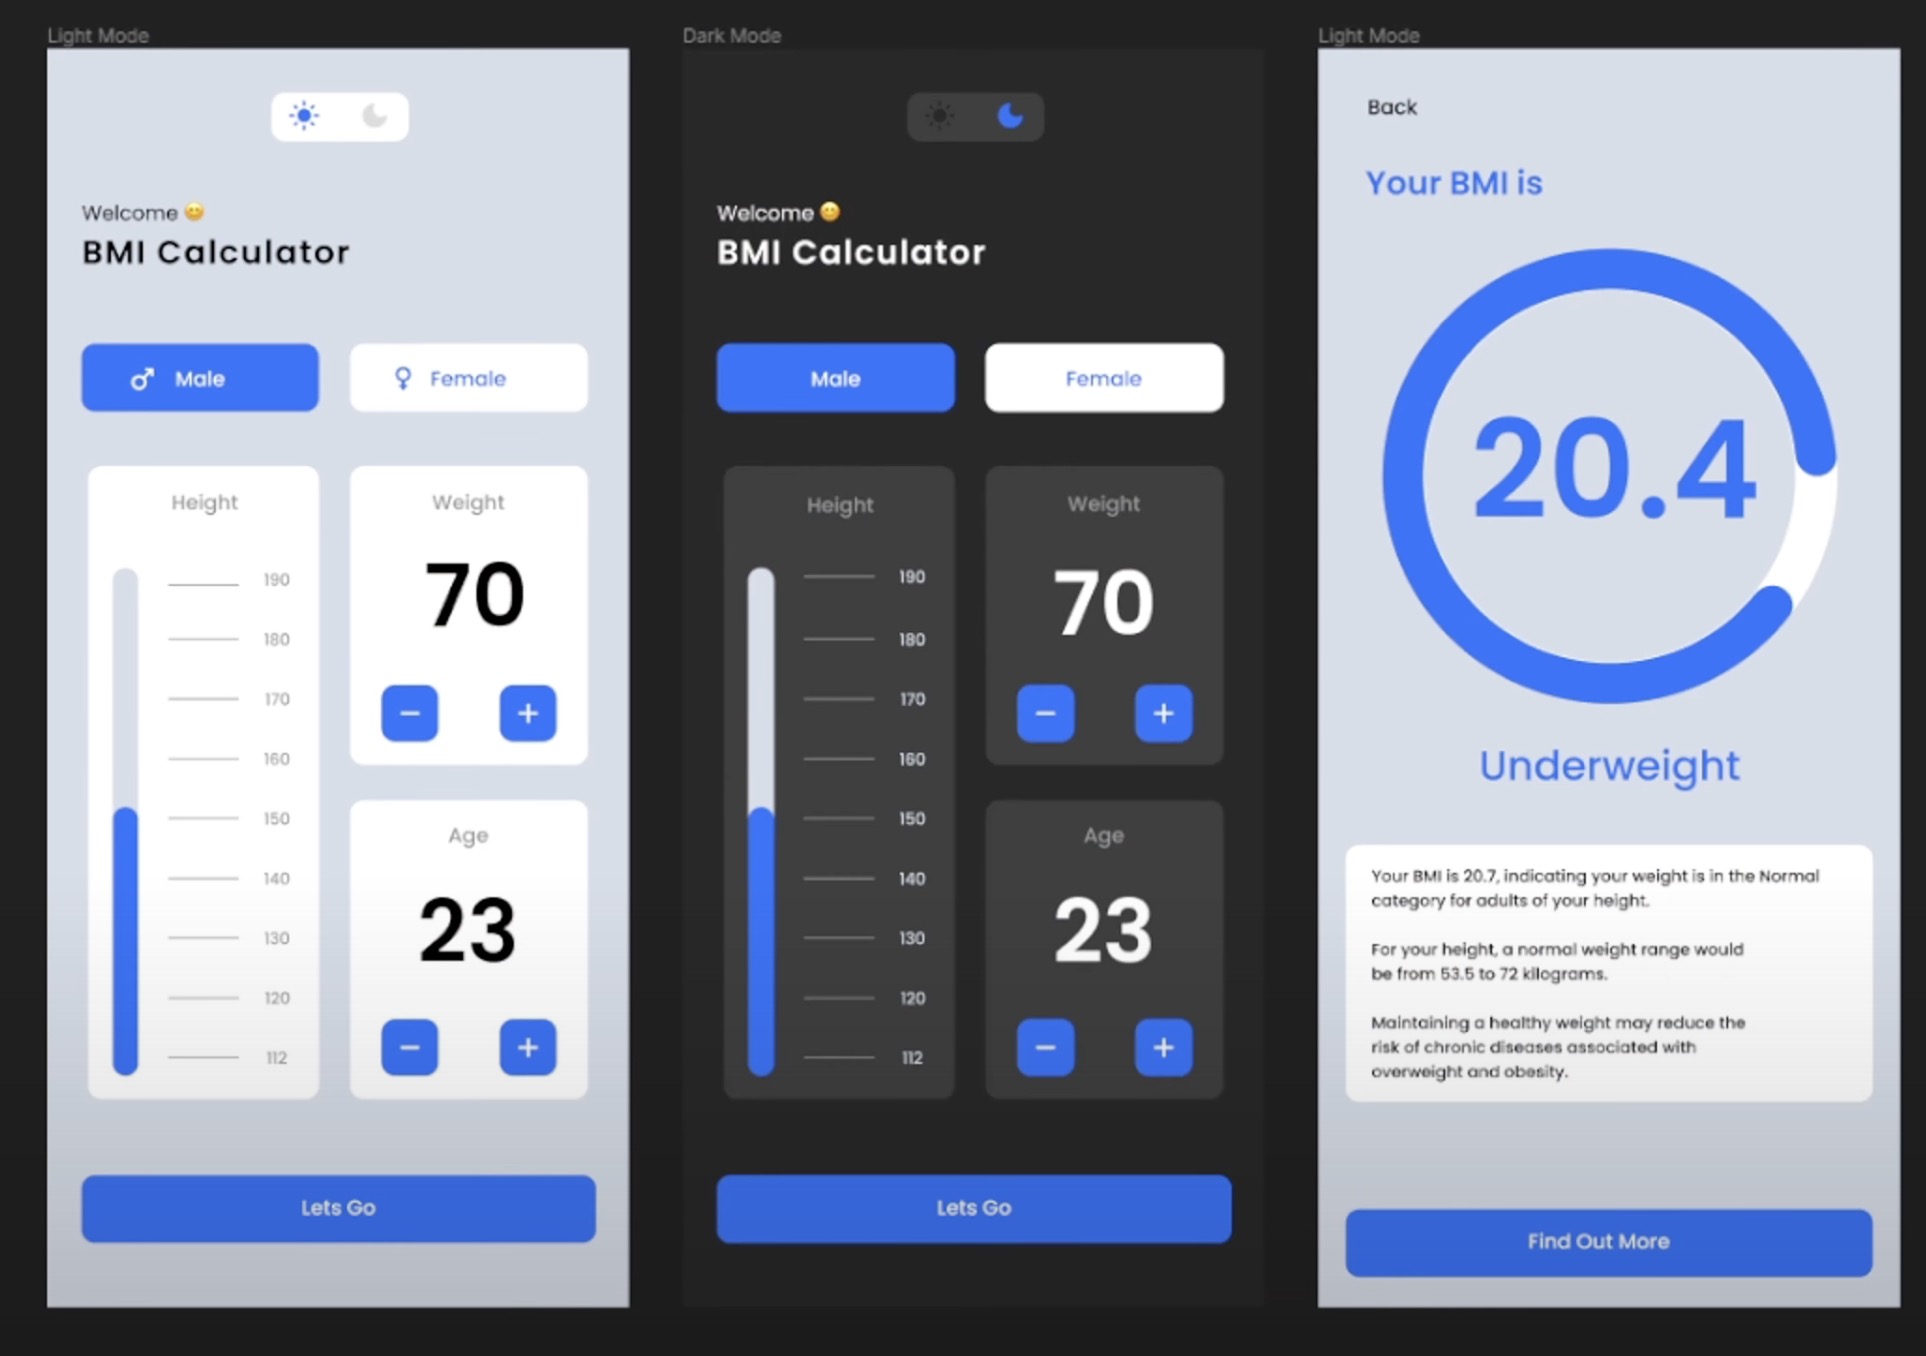 Light Mode
Welcome 😊
BMI Calculator
Male
Female
Height
190
180
170
160
150
140
130
120
112
Weight
70
Age
23
Lets Go
Dark Mode
Welcome 😊
BMI Calculator
Male
Female
Height
190
180
170
160
150
140
130
120
112
Weight
70
Age
23
Lets Go
Light Mode
Back
Your BMI is
20.4
Underweight
Your BMI is 20.7, indicating your weight is in the Normal
category for adults of your height.
For your height, a normal weight range would
be from 53.5 to 72 kilograms.
Maintaining a healthy weight may reduce the
risk of chronic diseases associated with
overweight and obesity.
Find Out More